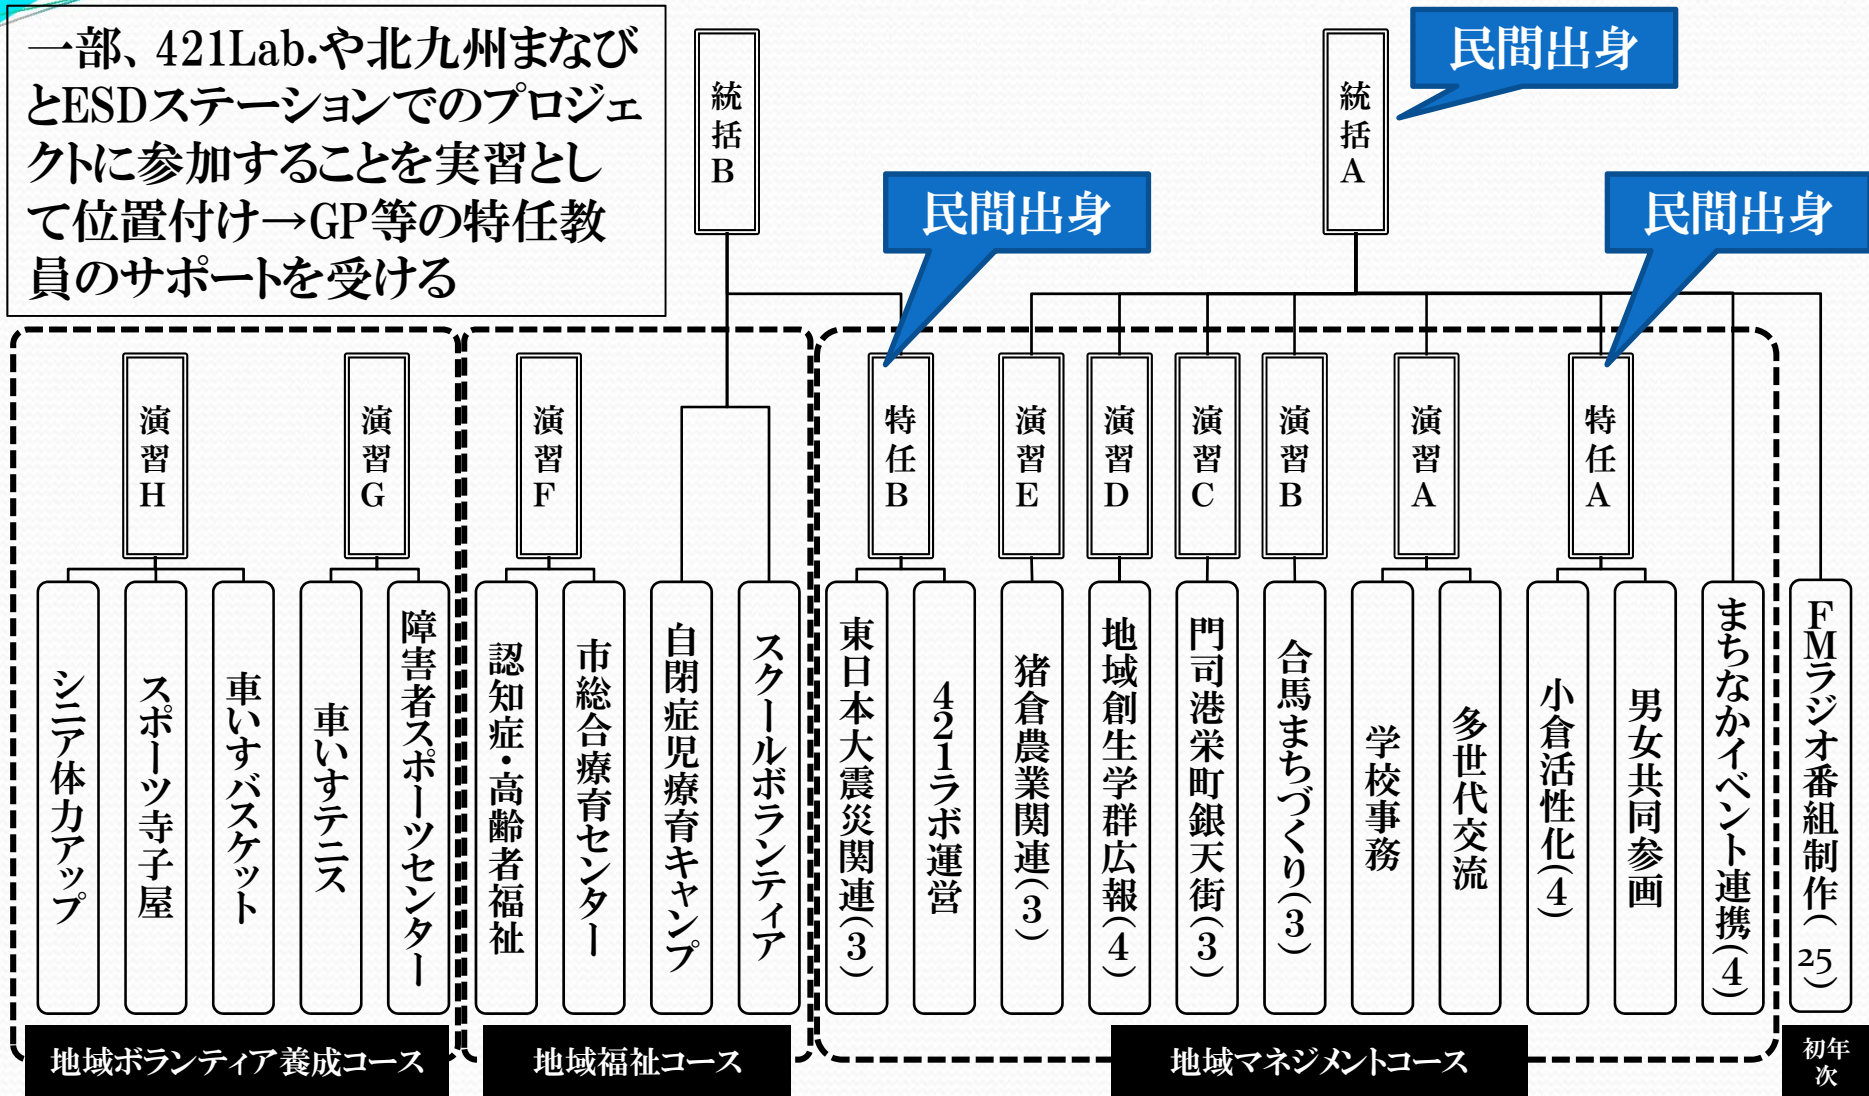 一部、421Lab.や北九州まなび
とESDステーションでのプロジェ
クトに参加することを実習とし
て位置付け→GP等の特任教
員のサポートを受ける
統括B
統括A
民間出身
民間出身
民間出身
演習H
演習G
演習F
特任B
演習E
演習D
演習C
演習B
演習A
特任A
シニア体力アップ
スポーツ寺子屋
車いすバスケット
車いすテニス
障害者スポーツセンター
認知症・高齢者福祉
市総合療育センター
自閉症児療育キャンプ
スクールボランティア
東日本大震災関連(3)
421ラボ運営
猪倉農業関連(3)
地域創生学群広報(4)
門司港栄町銀天街(3)
合馬まちづくり(3)
学校事務
多世代交流
小倉活性化(4)
男女共同参画
まちなかイベント連携(4)
FMラジオ番組制作(25)
地域ボランティア養成コース
地域福祉コース
地域マネジメントコース
初年
次